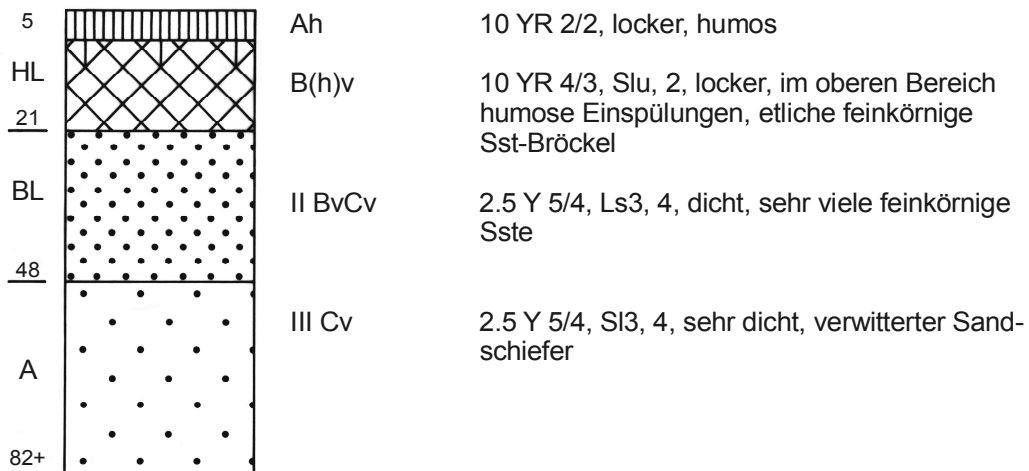 5 Ah 10 YR 2/2, locker, humos
HL B(h)v 10 YR 4/3, Slu, 2, locker, im oberen Bereich
humose Einspülungen, etliche feinkörnige
21
Sst-Bröckel
BL II BvCv 2.5 Y 5/4, Ls3, 4, dicht, sehr viele feinkörnige
Sste
48
III Cv 2.5 Y 5/4, Sl3, 4, sehr dicht, verwitterter Sand-
schiefer
A
82+